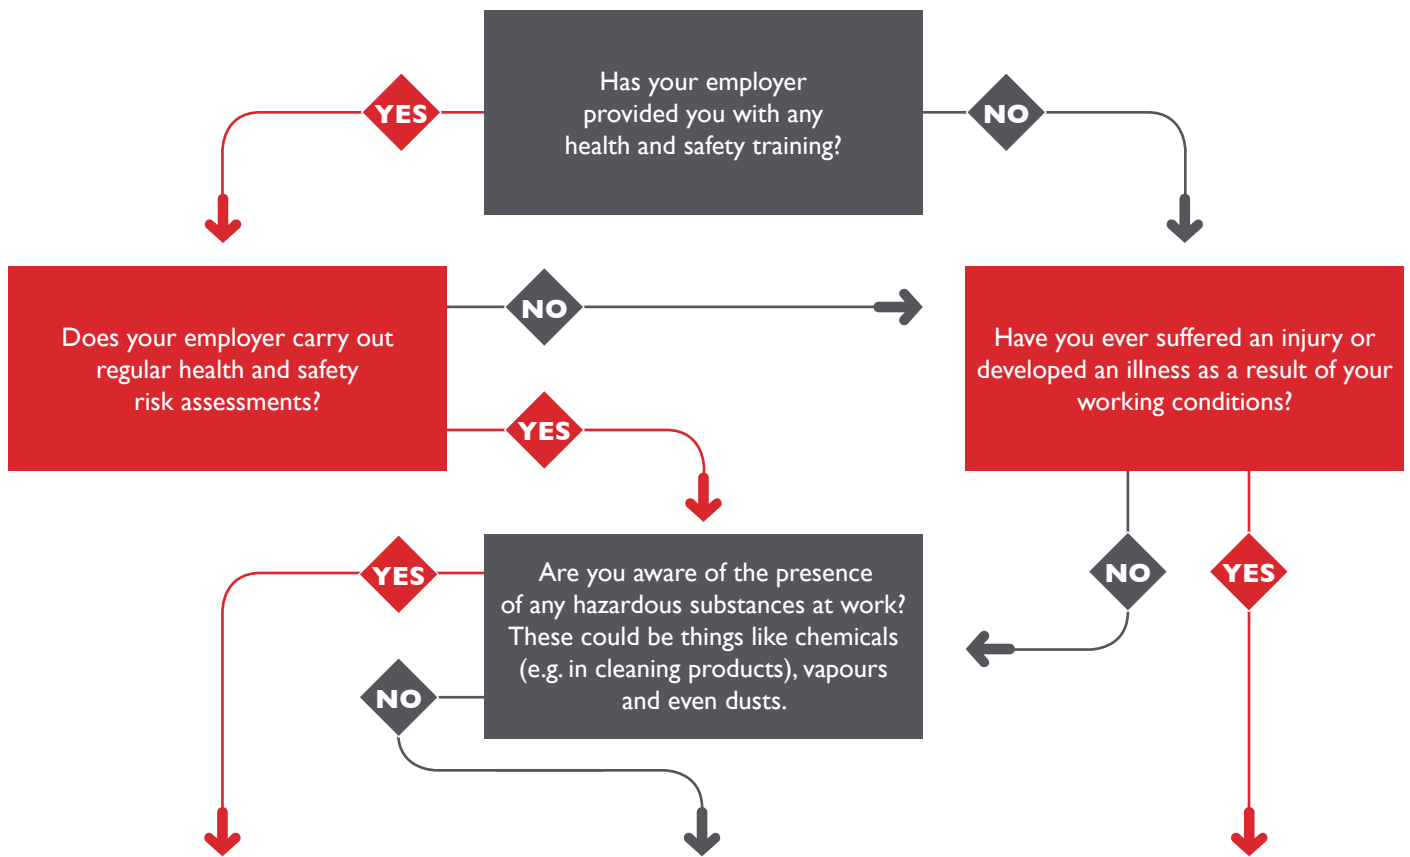 Has your employer
provided you with any
health and safety training?
YES
NO
Does your employer carry out
regular health and safety
risk assessments?
NO
YES
Have you ever suffered an injury or
developed an illness as a result of your
working conditions?
NO
YES
Are you aware of the presence
of any hazardous substances at work?
These could be things like chemicals
(e.g. in cleaning products), vapours
and even dusts.
YES
NO